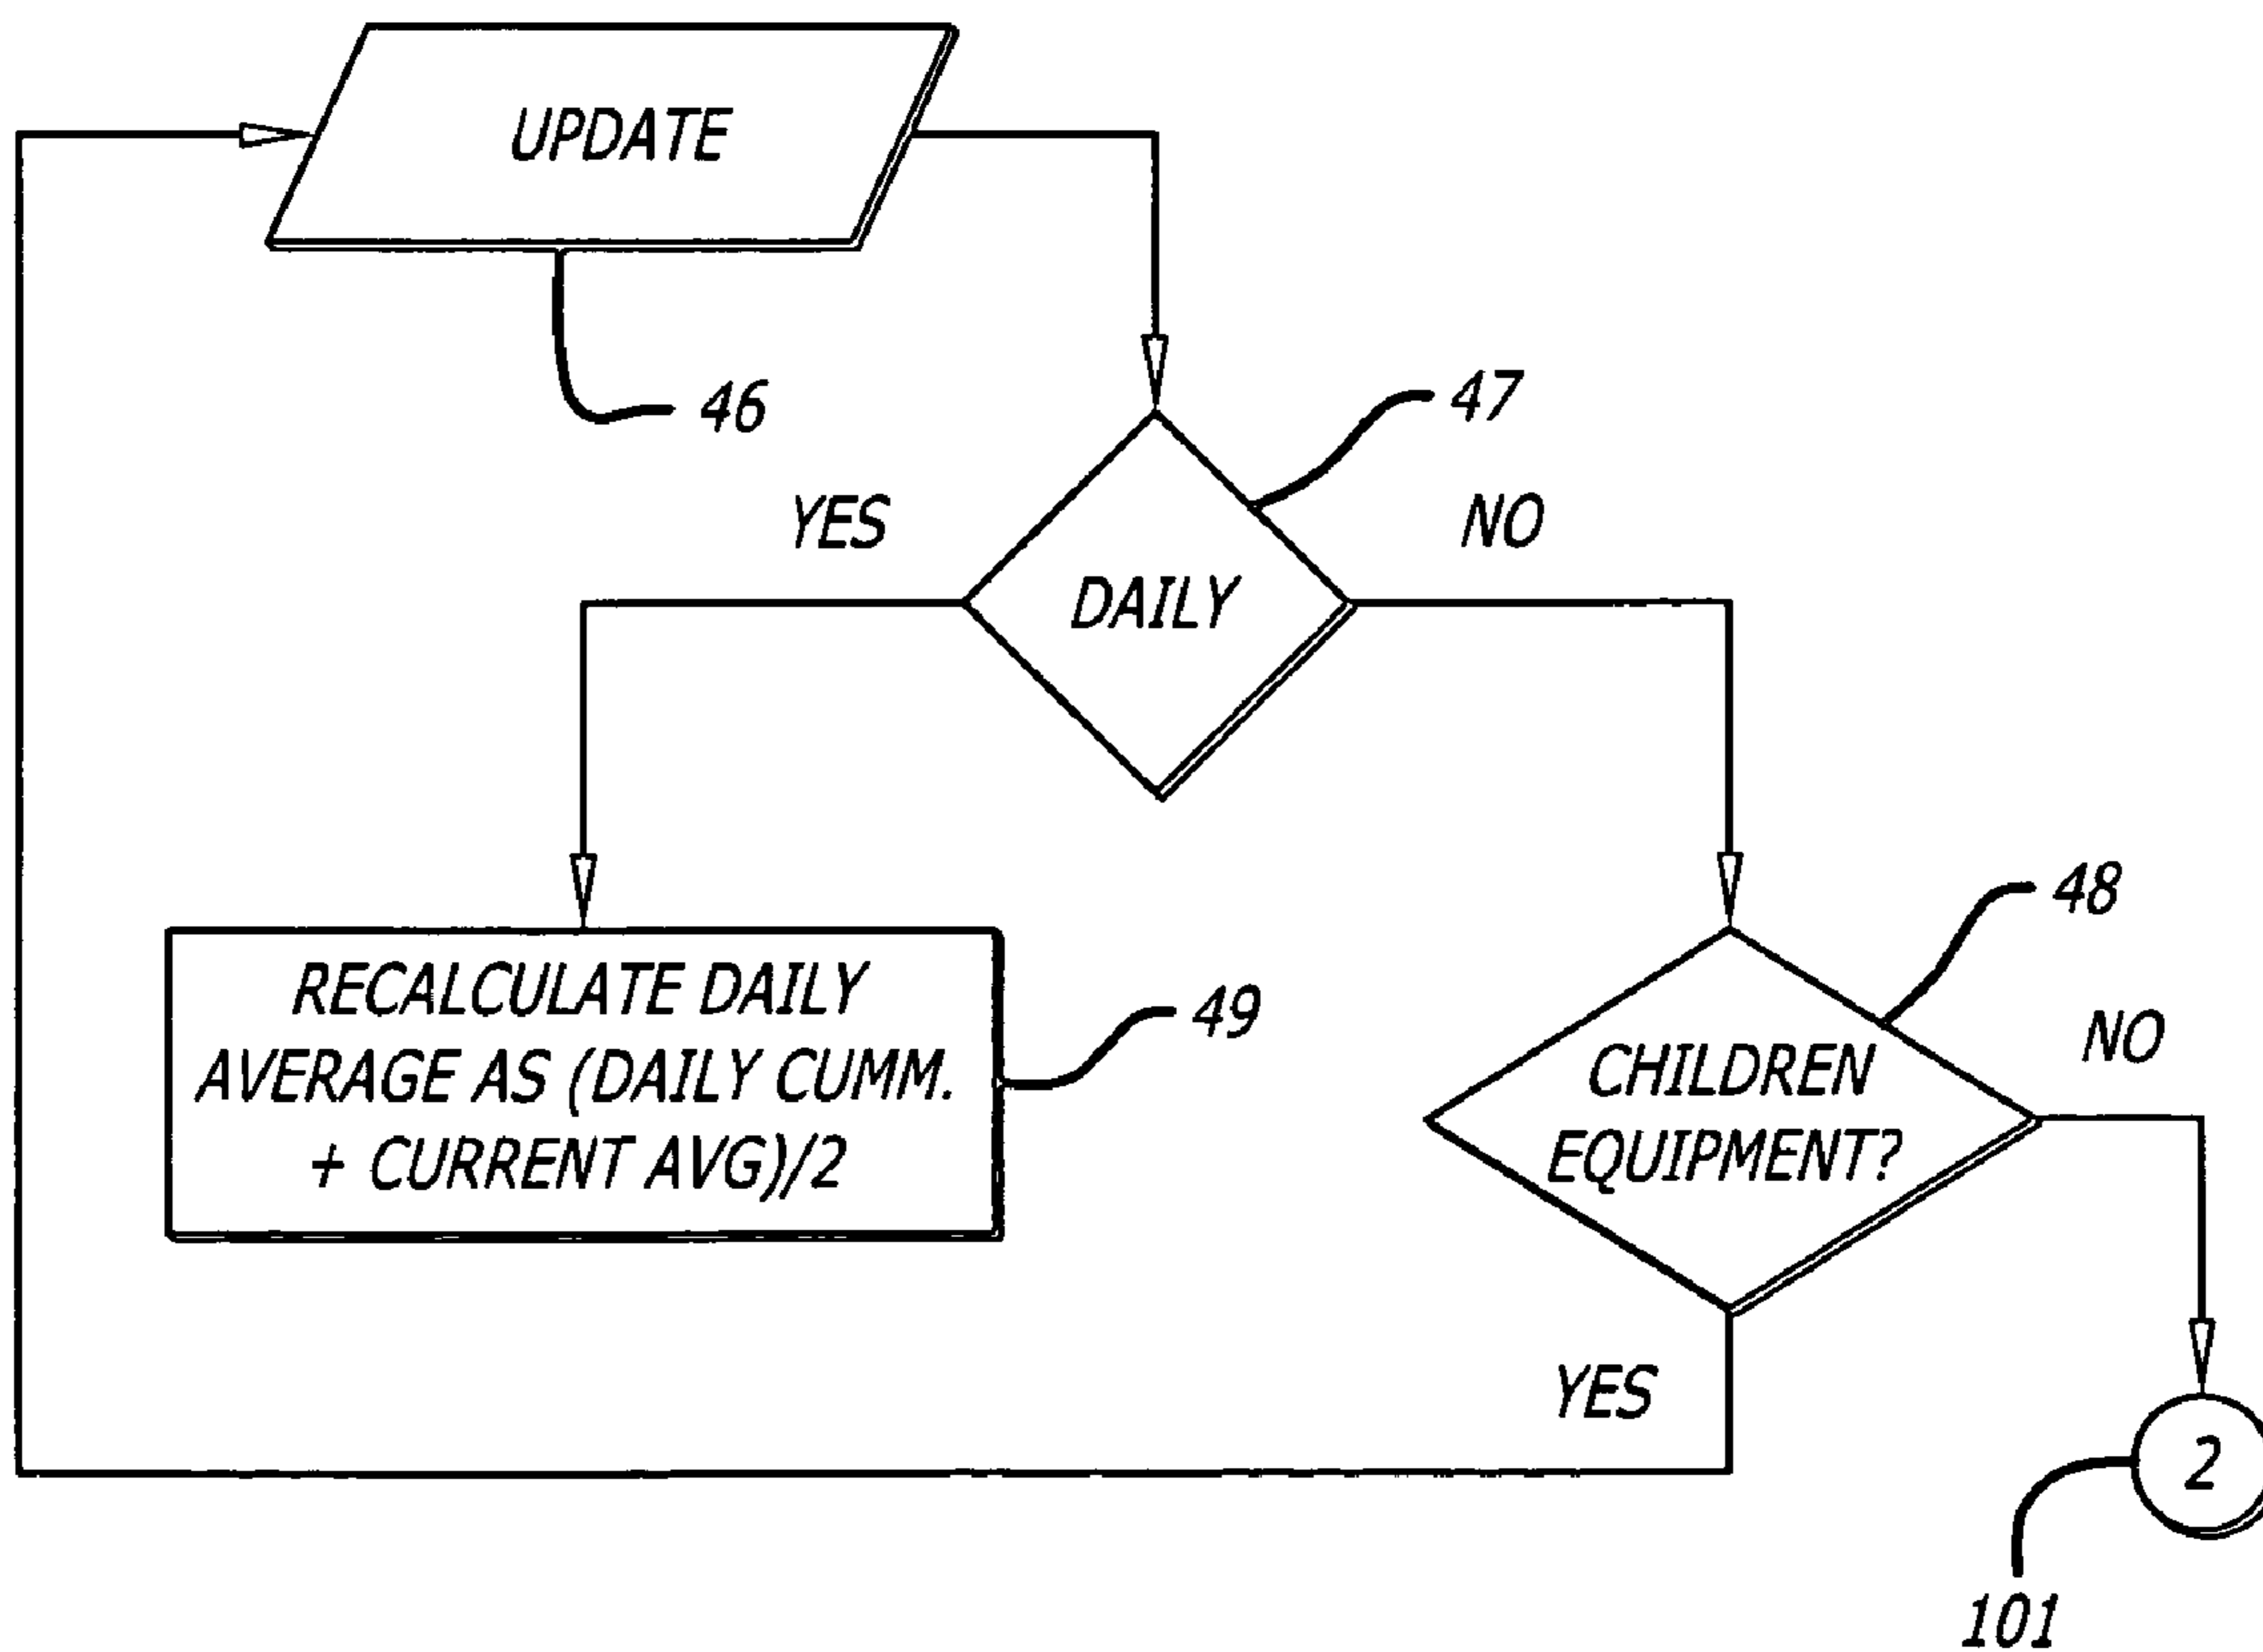 UPDATE
46
47
YES
NO
DAILY
48
RECALCULATE DAILY
AVERAGE AS (DAILY CUMM.
+ CURRENT AVG)/2
49
NO
CHILDREN
EQUIPMENT?
YES
2
101